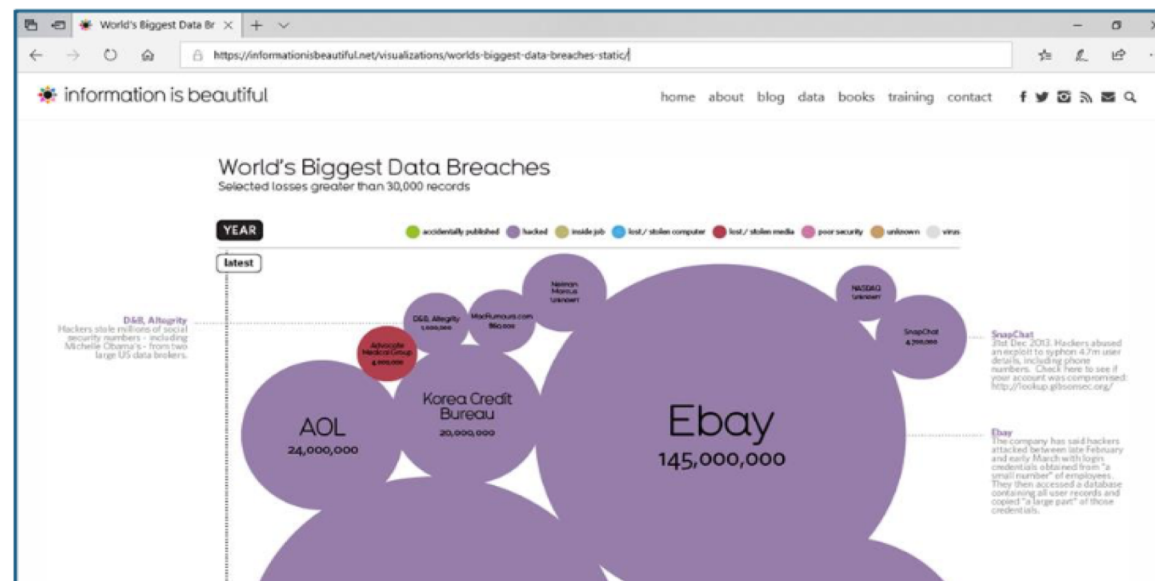 World's Biggest Data Br
https://informationisbeautiful.net/visualizations/worlds-biggest-data-breaches-static/
information is beautiful
home about blog data books training contact
World's Biggest Data Breaches
Selected losses greater than 30,000 records
YEAR
accidentally published hacked inside job lost / stolen computer lost / stolen media poor security unknown virus
latest
Neiman
Marcus
Unknown
NASDAQ
Unknown
D&B, Altegrity
1,000,000
MacRumours.com
860,000
SnapChat
4,700,000
Advocate
Medical Group
4,000,000
D&B, Altegrity
Hackers stole millions of social
security numbers - including
Michelle Obama's - from two
large US data brokers.
SnapChat
31st Dec 2013. Hackers abused
an exploit to syphon 4.7m user
details, including phone
numbers. Check here to see if
your account was compromised:
http://lookup.gibsonsec.org/
AOL
24,000,000
Korea Credit
Bureau
20,000,000
Ebay
145,000,000
Ebay
The company has said hackers
attacked between late February
and early March with login
credentials obtained from "a
small number" of employees.
They then accessed a database
containing all user records and
copied "a large part" of those
credentials.